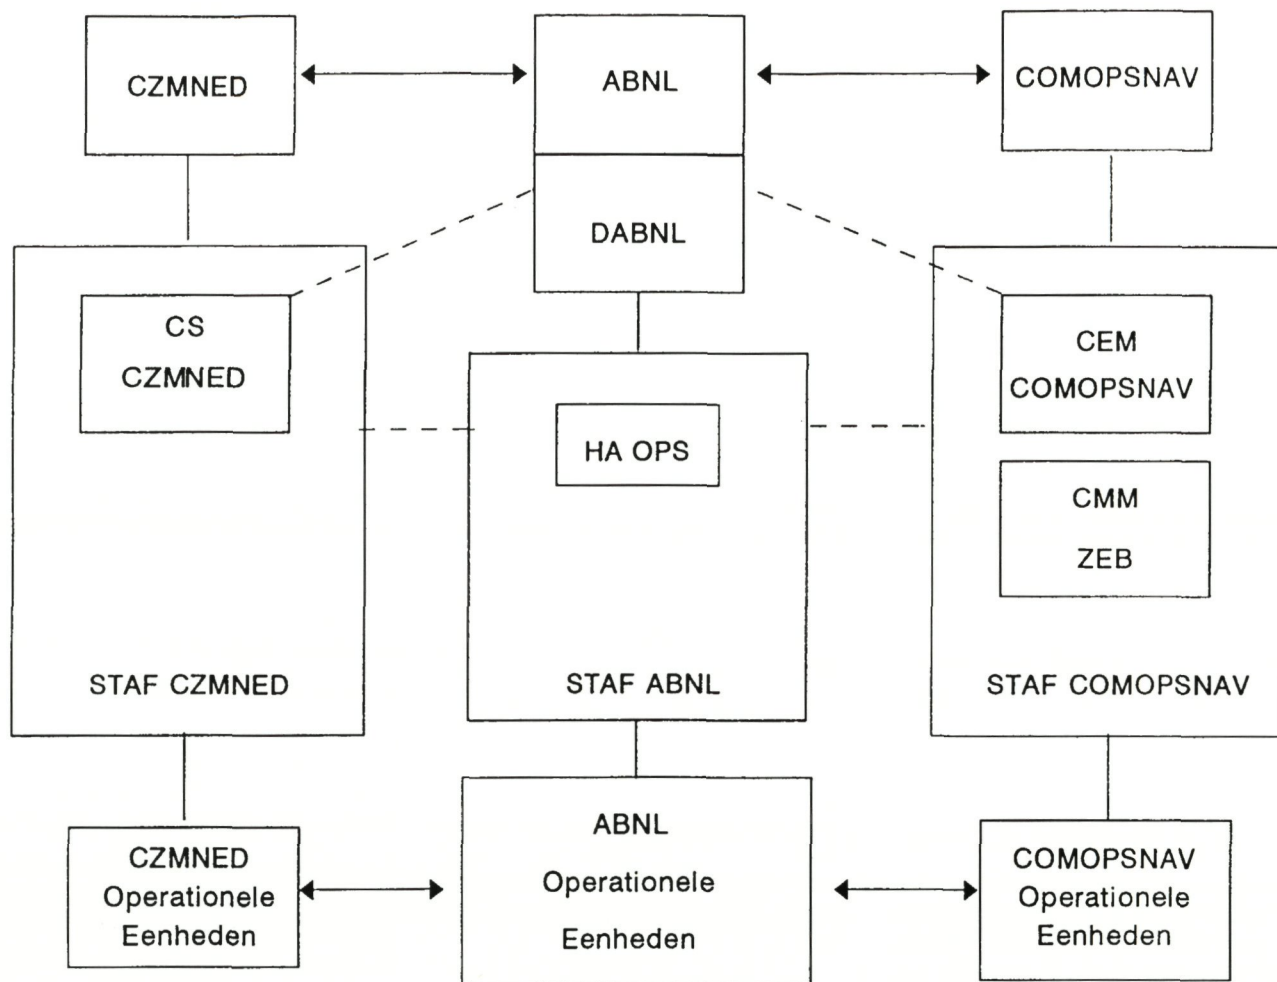 CZMNED
ABNL
COMOPSNAV
DABNL
CS
CZMNED
CEM
COMOPSNAV
HA OPS
CMM
ZEB
STAF CZMNED
STAF ABNL
STAF COMOPSNAV
CZMNED
Operationele
Eenheden
ABNL
Operationele
Eenheden
COMOPSNAV
Operationele
Eenheden